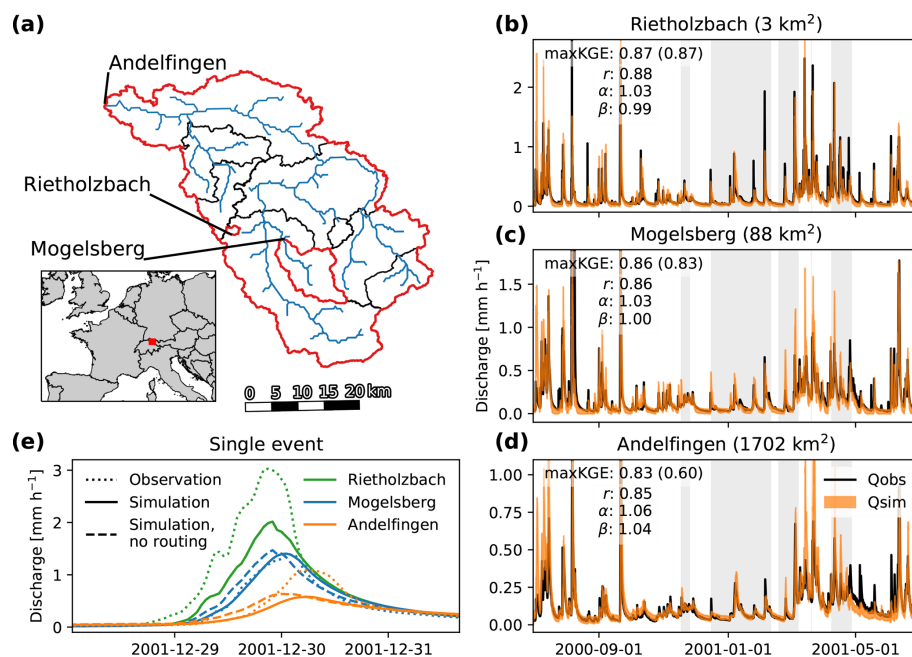 (a)
Andelfingen
Rietholzbach
Mogelsberg
0 5 10 15 20 km
(b)
Rietholzbach (3 km²)
maxKGE: 0.87 (0.87)
r: 0.88
α: 1.03
β: 0.99
2
1
0
(c)
Mogelsberg (88 km²)
maxKGE: 0.86 (0.83)
r: 0.86
α: 1.03
β: 1.00
1.5
1.0
0.5
0.0
Discharge [mm h⁻¹]
(d)
Andelfingen (1702 km²)
maxKGE: 0.83 (0.60)
r: 0.85
α: 1.06
β: 1.04
Qobs
Qsim
1.00
0.75
0.50
0.25
0.00
2000-09-01 2001-01-01 2001-05-01
(e)
Single event
Observation
Simulation
Simulation,
no routing
Rietholzbach
Mogelsberg
Andelfingen
Discharge [mm h⁻¹]
3
2
1
0
2001-12-29 2001-12-30 2001-12-31